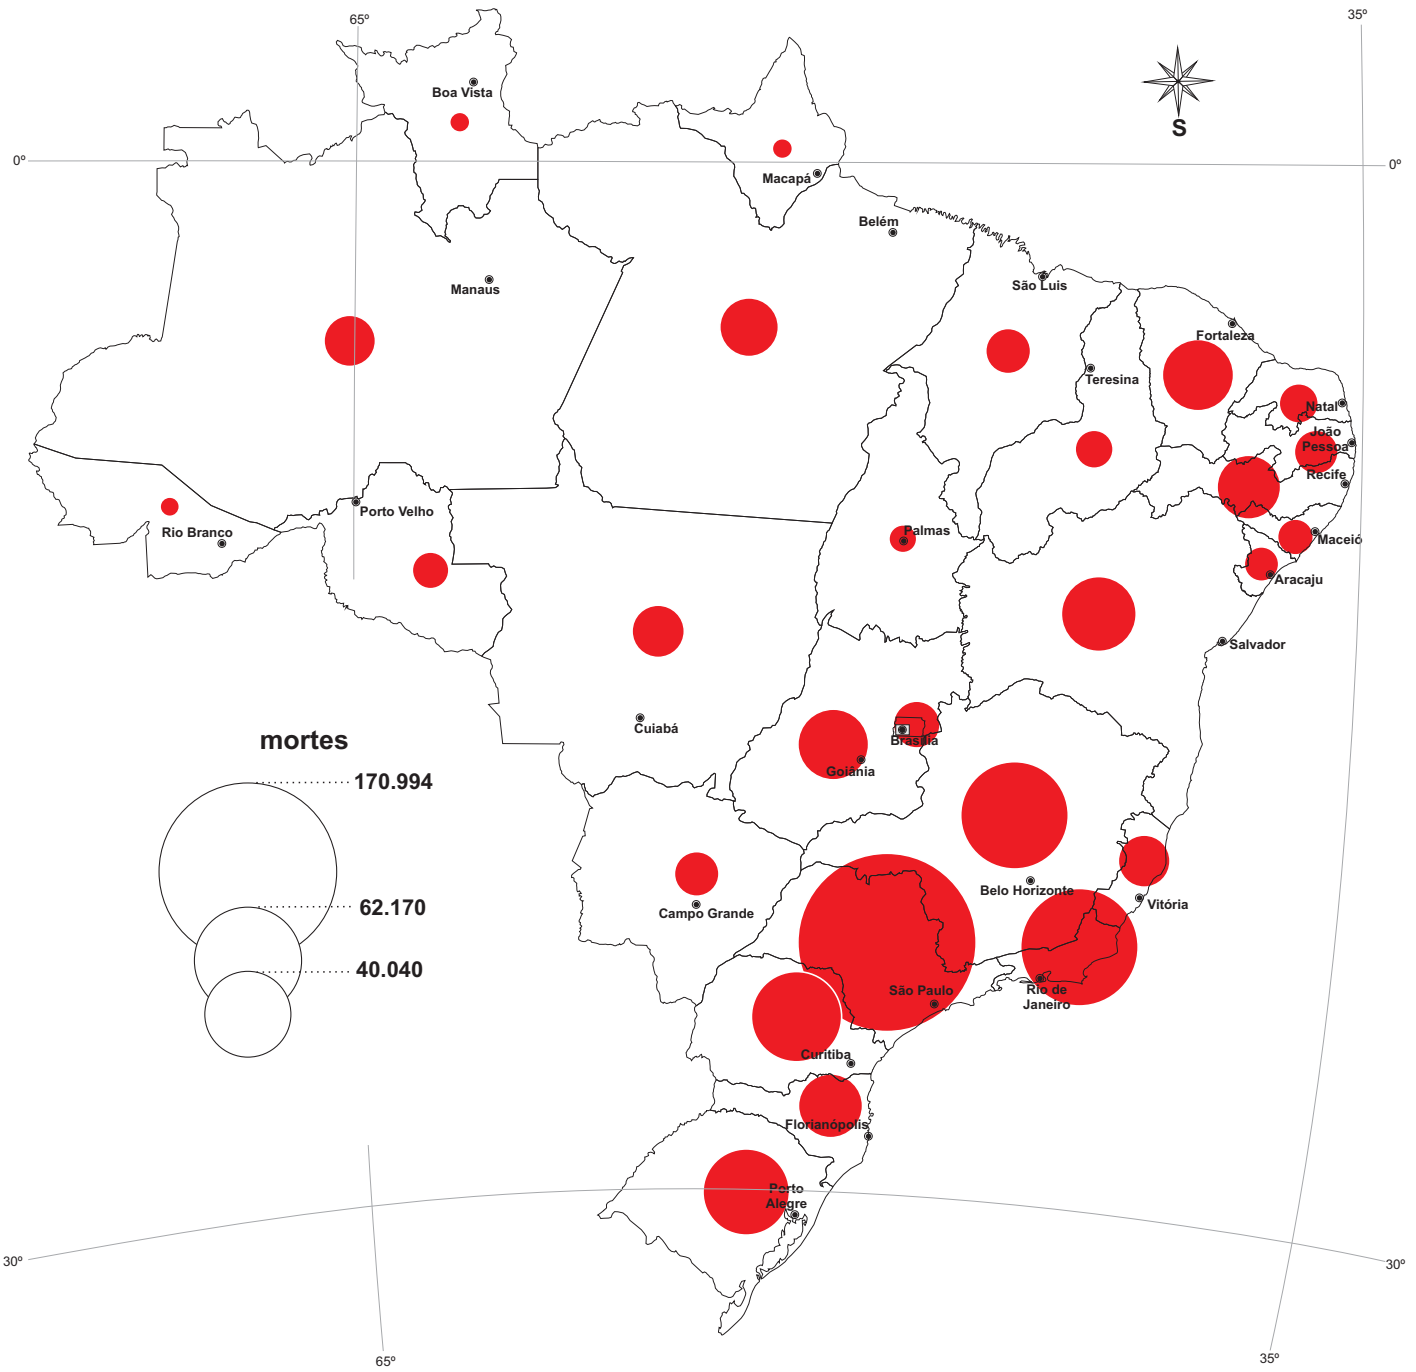 65º
35º
Boa Vista
S
0º
0º
Macapá
Belém
Manaus
São Luis
Fortaleza
Teresina
Natal
João
Pessoa
Recife
Porto Velho
Rio Branco
Palmas
Maceió
Aracaju
Salvador
Cuiabá
Brasília
Goiânia
mortes
170.994
62.170
40.040
Belo Horizonte
Vitória
Campo Grande
São Paulo
Rio de
Janeiro
Curitiba
Florianópolis
Porto
Alegre
30º
30º
65º
35º